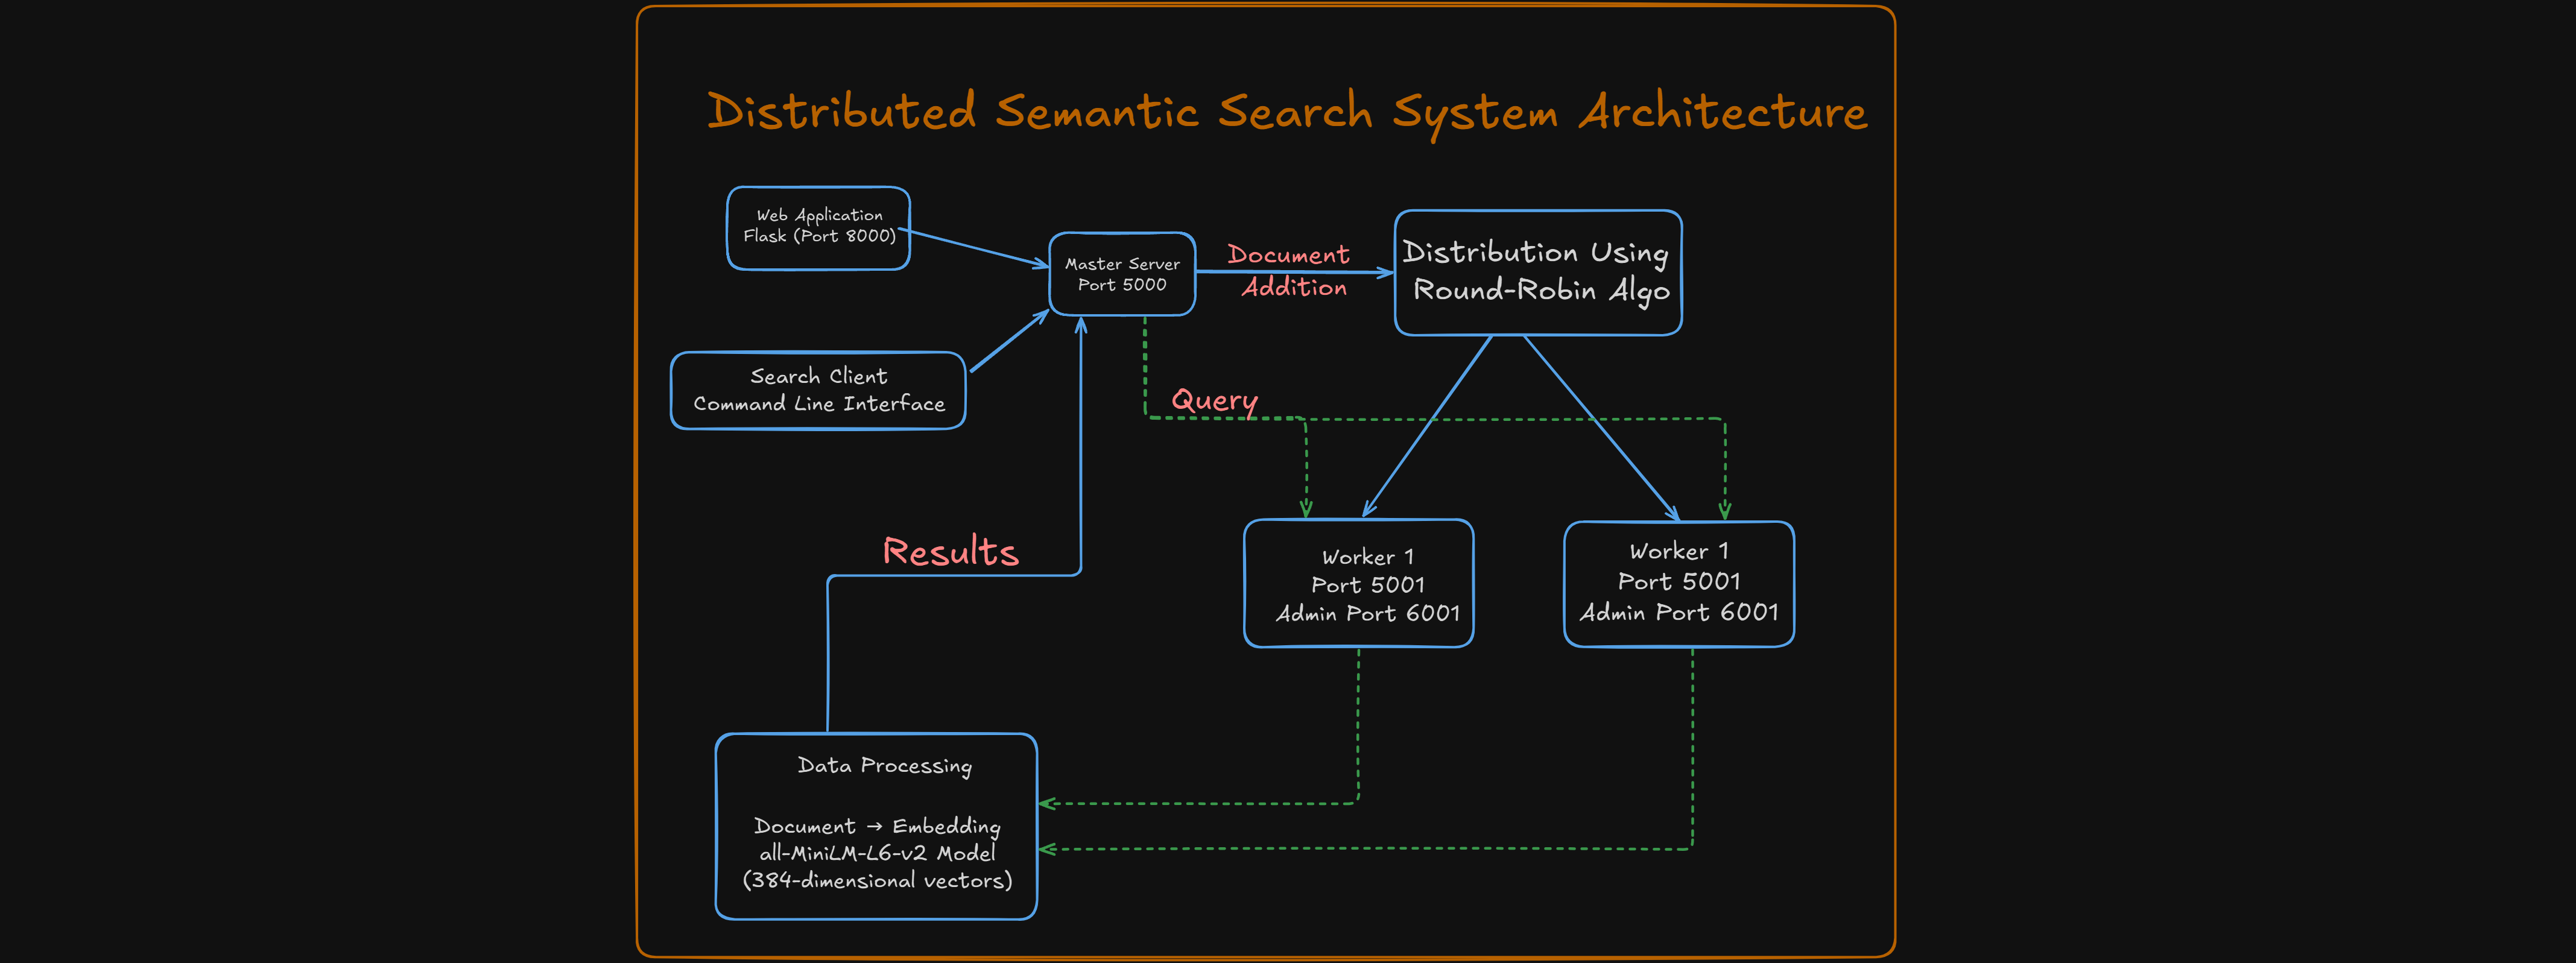 Distributed Semantic Search System Architecture
Web Application
Flask (Port 8000)
Master Server
Port 5000
Document
Addition
Distribution Using
Round-Robin Algo
Search Client
Command Line Interface
Query
Results
Worker 1
Port 5001
Admin Port 6001
Worker 1
Port 5001
Admin Port 6001
Data Processing
Document → Embedding
all-MiniLM-L6-v2 Model
(384-dimensional vectors)